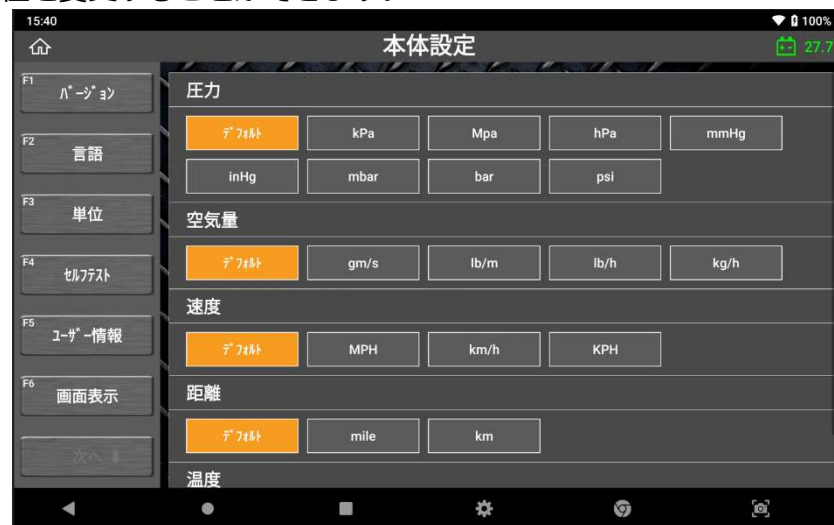 15:40
100%
本体設定
27.7
F1
ﾊﾞｰｼﾞｮﾝ
F2
言語
F3
単位
F4
ｾﾙﾌﾃｽﾄ
F5
ﾕｰｻﾞｰ情報
F6
画面表示
次へ ⬇
圧力
ﾃﾞﾌｫﾙﾄ kPa Mpa hPa mmHg
inHg mbar bar psi
空気量
ﾃﾞﾌｫﾙﾄ gm/s lb/m lb/h kg/h
速度
ﾃﾞﾌｫﾙﾄ MPH km/h KPH
距離
ﾃﾞﾌｫﾙﾄ mile km
温度